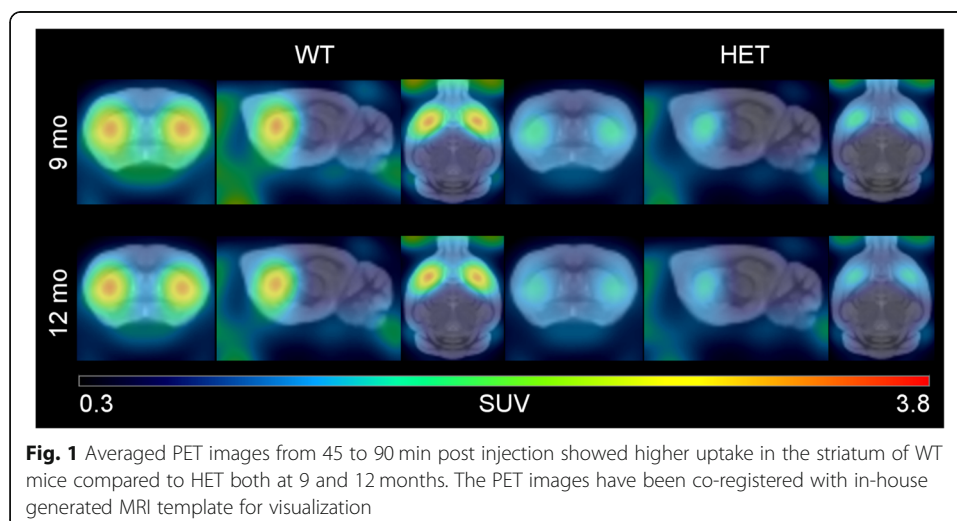 WT HET
9 mo
12 mo
0.3 SUV 3.8
Fig. 1 Averaged PET images from 45 to 90 min post injection showed higher uptake in the striatum of WT
mice compared to HET both at 9 and 12 months. The PET images have been co-registered with in-house
generated MRI template for visualization